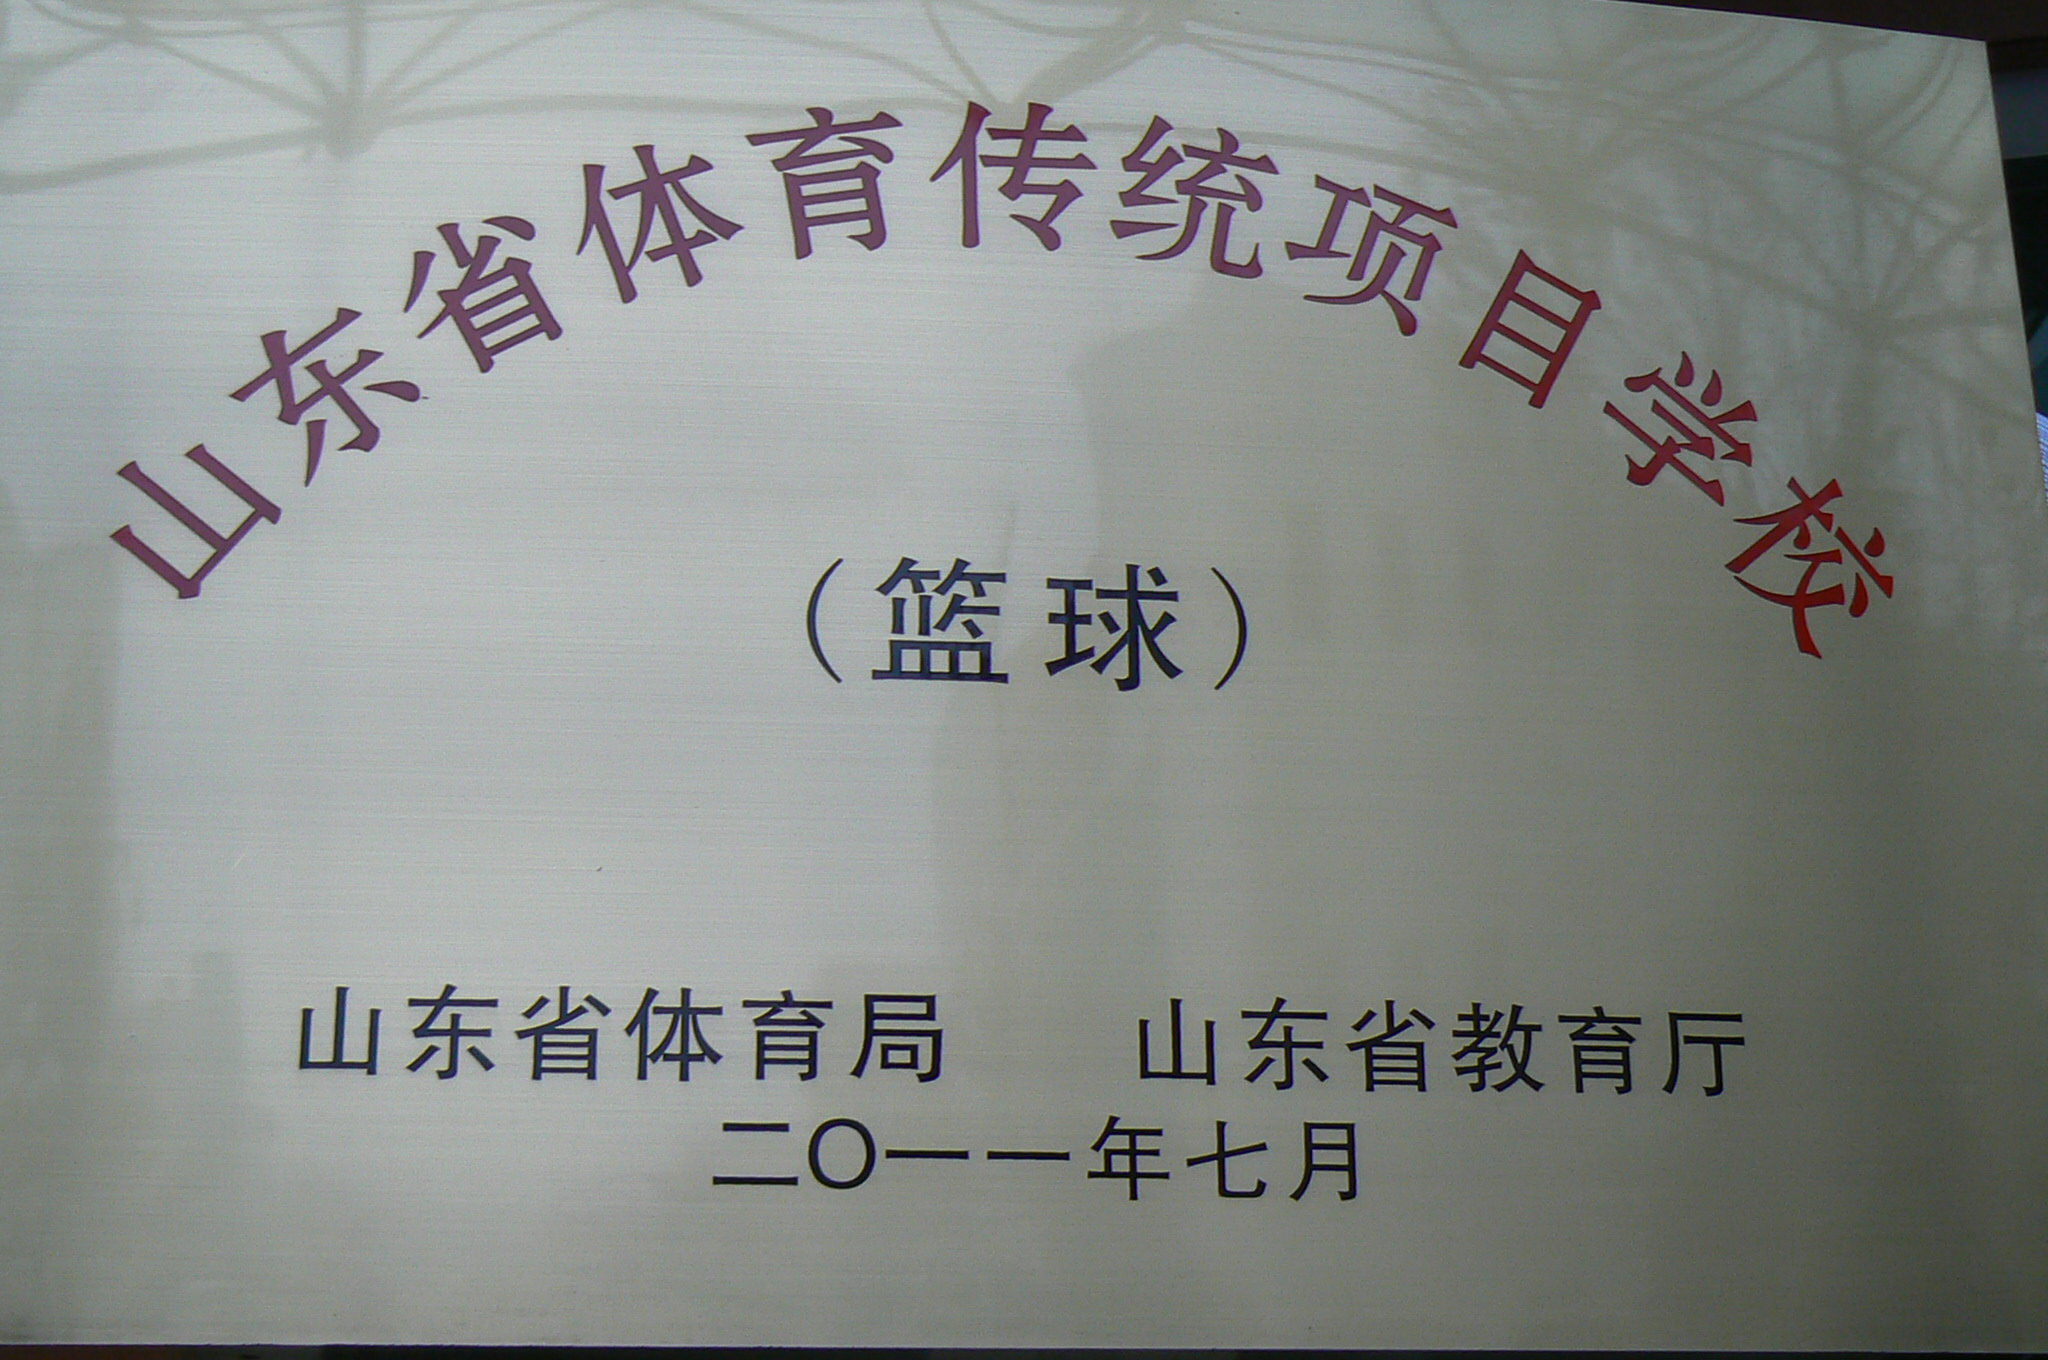 山东省体育传统项目学校
（篮球）
山东省体育局 山东省教育厅
二〇一一年七月